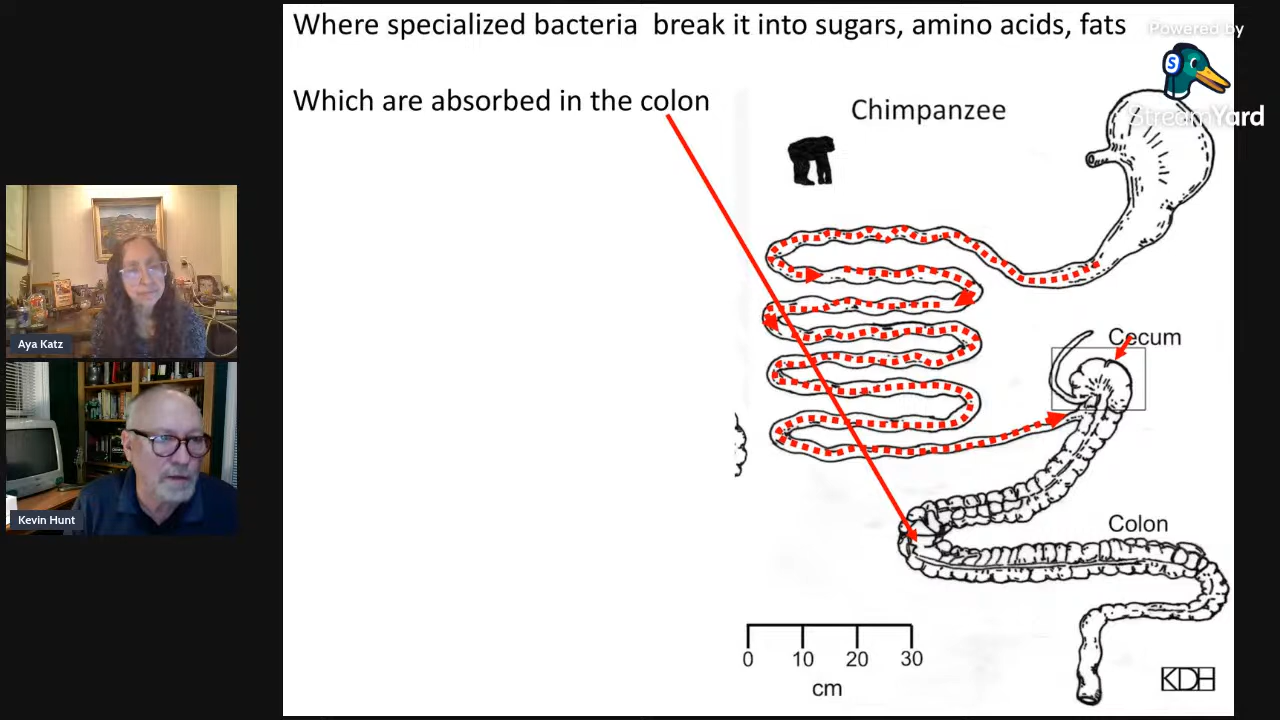 Where specialized bacteria  break it into sugars, amino acids, fats
Powered by
S
StreamYard
Which are absorbed in the colon
Chimpanzee
Aya Katz
Cecum
Kevin Hunt
Colon
0 10 20 30
cm
KDH